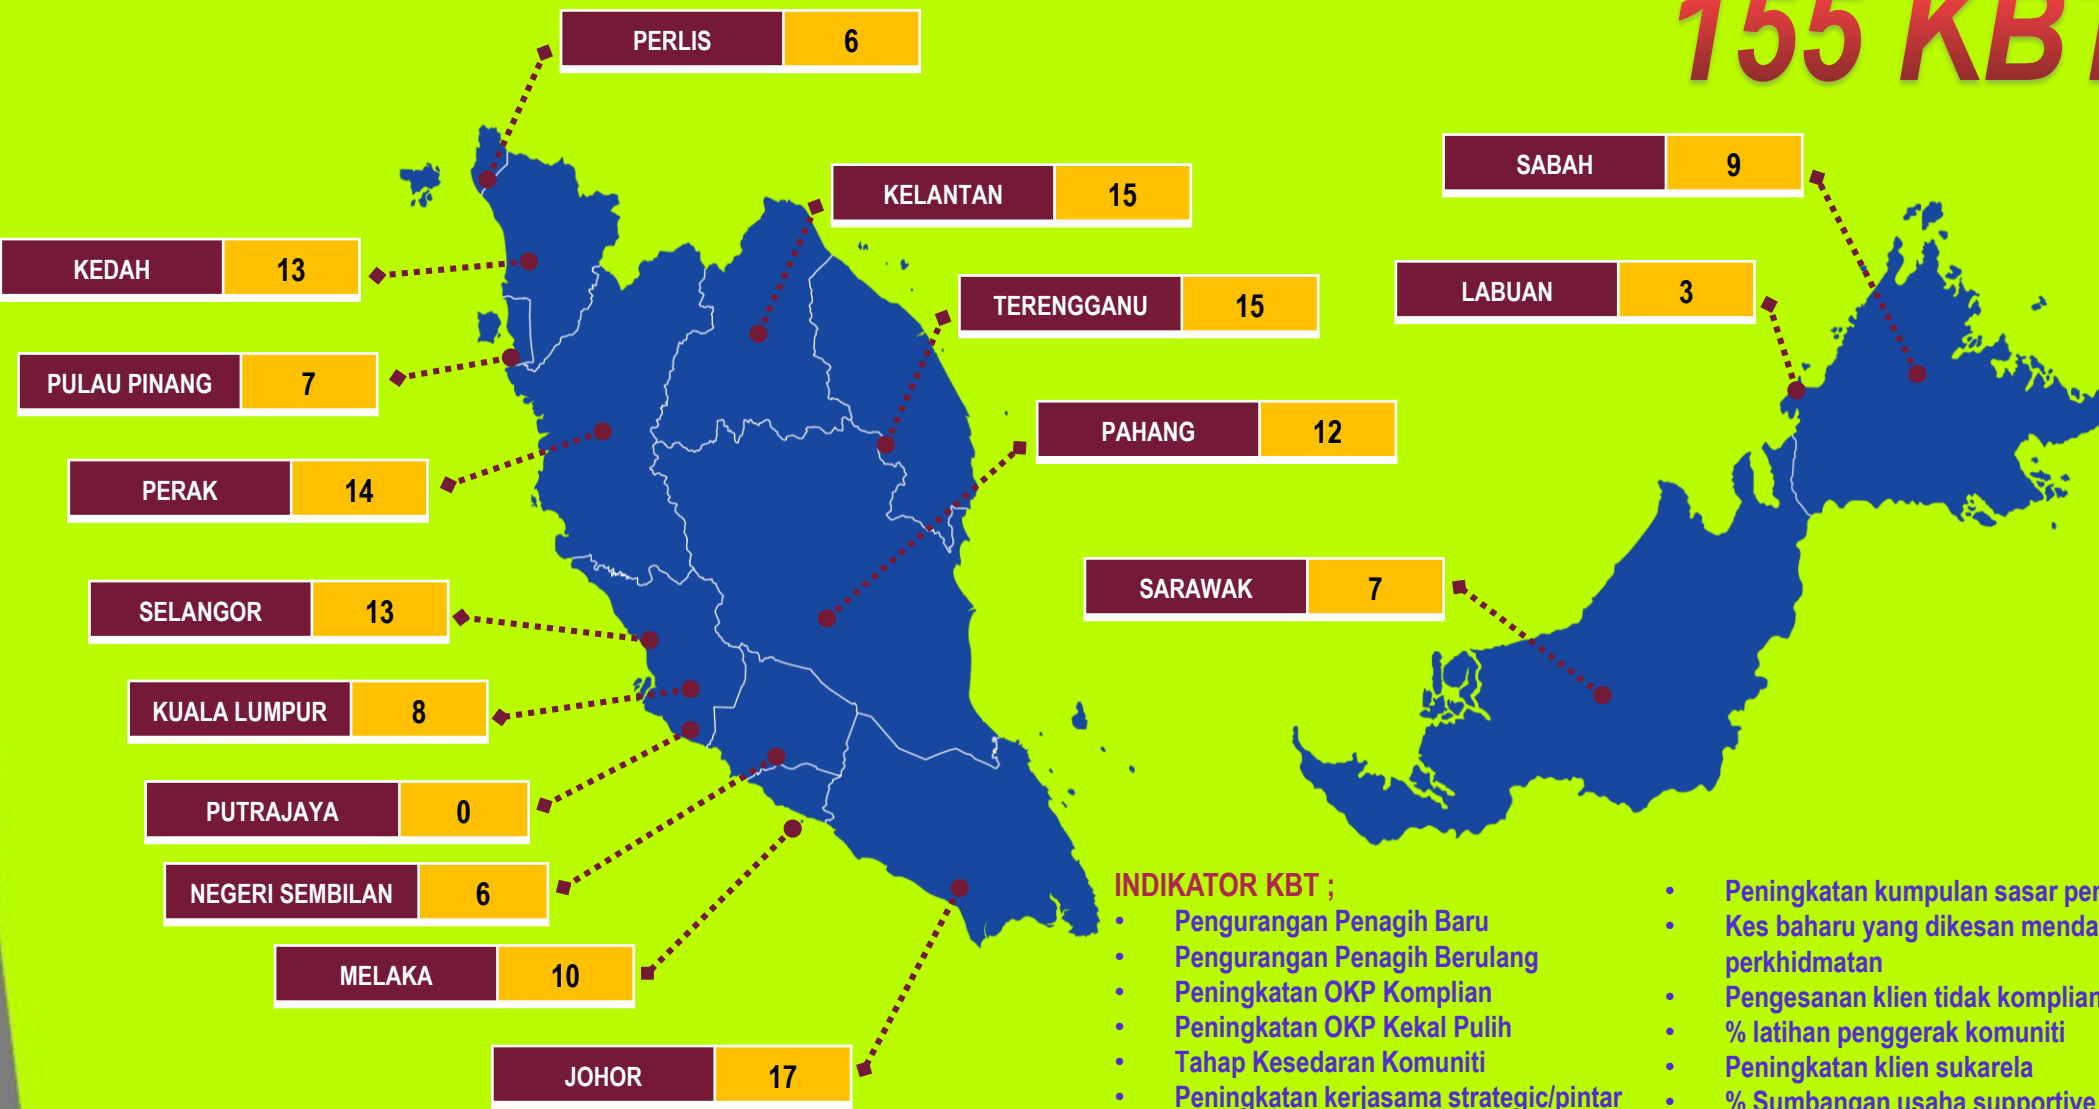 155 KBT
PERLIS 6
SABAH 9
KELANTAN 15
KEDAH 13
LABUAN 3
TERENGGANU 15
PULAU PINANG 7
PAHANG 12
PERAK 14
SARAWAK 7
SELANGOR 13
KUALA LUMPUR 8
PUTRAJAYA 0
NEGERI SEMBILAN 6
MELAKA 10
JOHOR 17
INDIKATOR KBT ;
• Pengurangan Penagih Baru
• Pengurangan Penagih Berulang
• Peningkatan OKP Komplian
• Peningkatan OKP Kekal Pulih
• Tahap Kesedaran Komuniti
• Peningkatan kerjasama strategic/pintar
• Peningkatan kumpulan sasar
• Kes baharu yang dikesan
perkhidmatan
• Pengesanan klien tidak komplian
• % latihan penggerak komuniti
• Peningkatan klien sukarela
• % Sumbangan usaha supportive